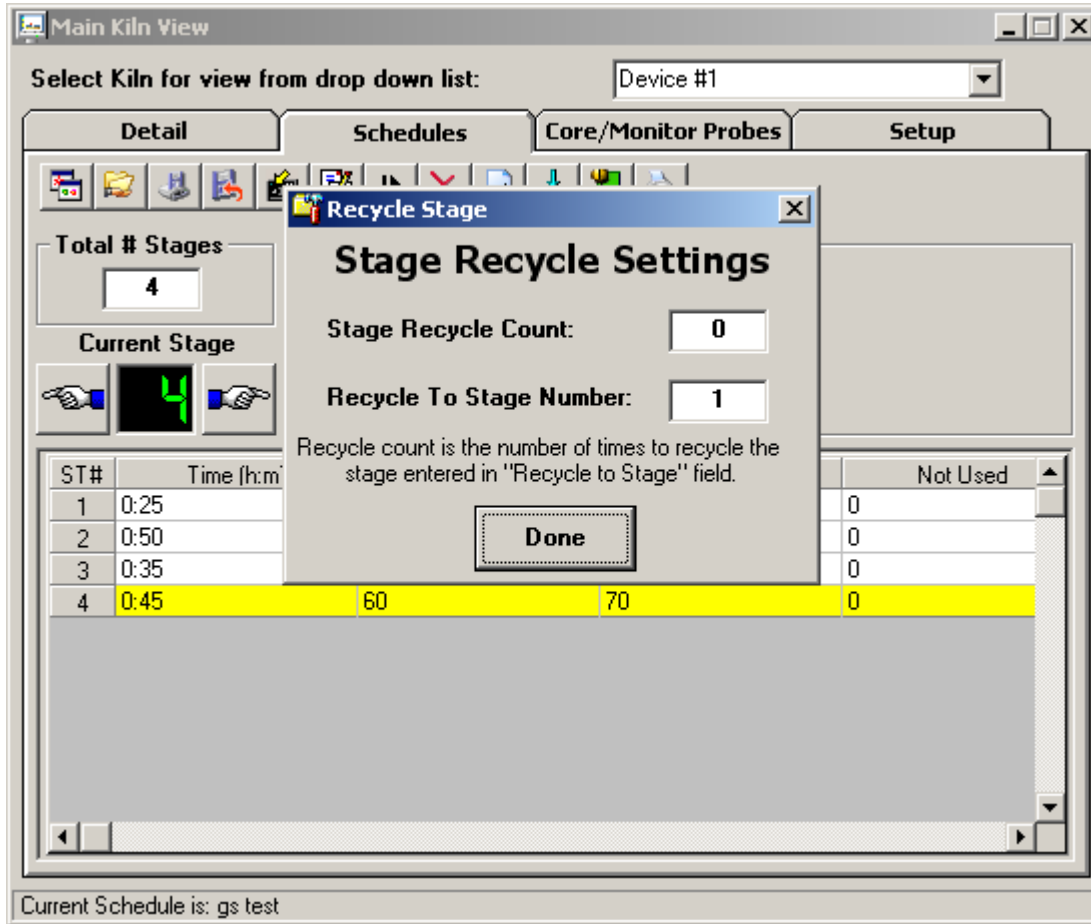 Main Kiln View
Select Kiln for view from drop down list:
Device #1
Detail
Schedules
Core/Monitor Probes
Setup
Recycle Stage
Total # Stages
4
Current Stage
4
Stage Recycle Settings
Stage Recycle Count:
0
Recycle To Stage Number:
1
Recycle count is the number of times to recycle the
stage entered in "Recycle to Stage" field.
Done
ST# Time (h:m Not Used
1 0:25 0
2 0:50 0
3 0:35 0
4 0:45 60 70 0
Current Schedule is: gs test